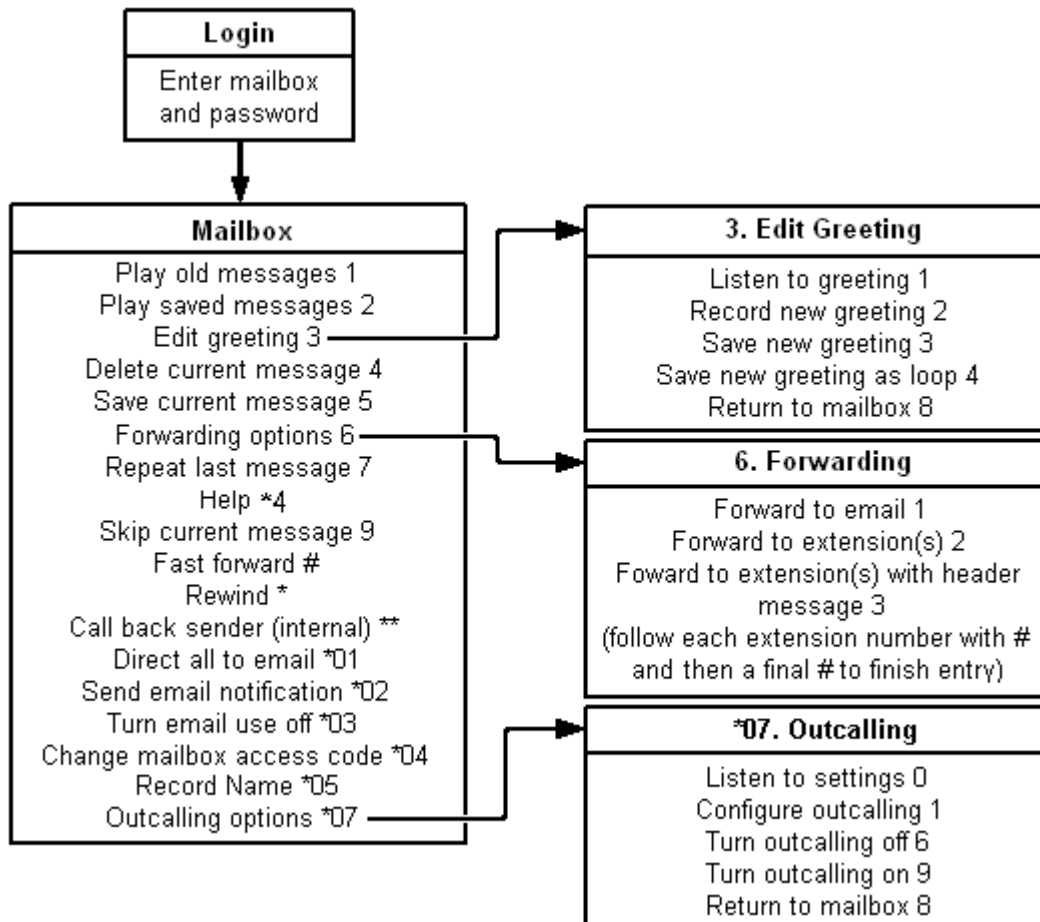 Login
Enter mailbox
and password
Mailbox
Play old messages 1
Play saved messages 2
Edit greeting 3
Delete current message 4
Save current message 5
Forwarding options 6
Repeat last message 7
Help *4
Skip current message 9
Fast forward #
Rewind *
Call back sender (internal) **
Direct all to email *01
Send email notification *02
Turn email use off *03
Change mailbox access code *04
Record Name *05
Outcalling options *07
3. Edit Greeting
Listen to greeting 1
Record new greeting 2
Save new greeting 3
Save new greeting as loop 4
Return to mailbox 8
6. Forwarding
Forward to email 1
Forward to extension(s) 2
Foward to extension(s) with header
message 3
(follow each extension number with #
and then a final # to finish entry)
*07. Outcalling
Listen to settings 0
Configure outcalling 1
Turn outcalling off 6
Turn outcalling on 9
Return to mailbox 8